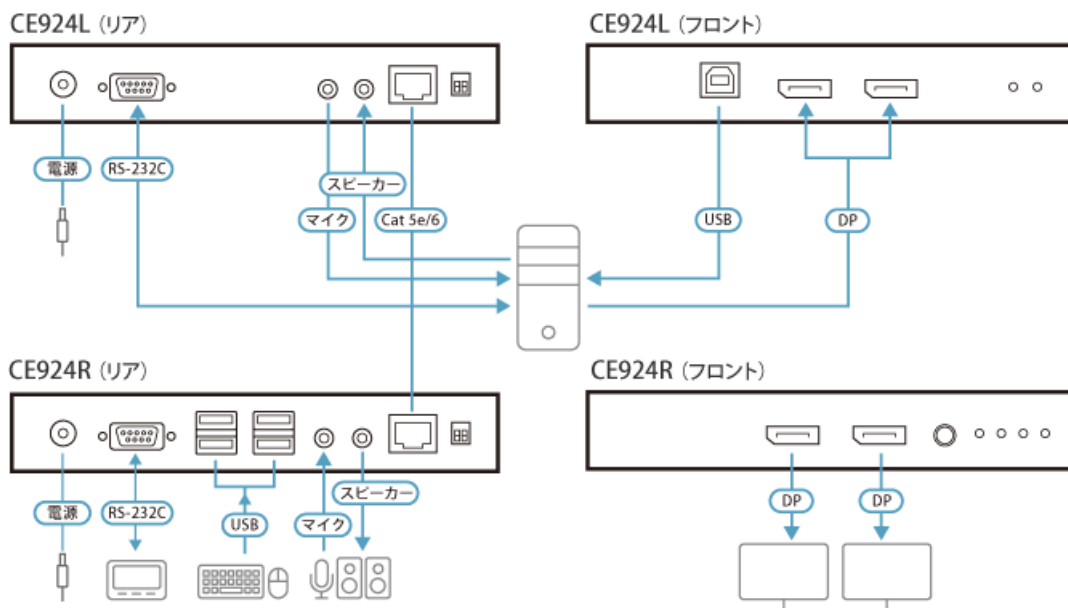 CE924L (リア)
CE924L (フロント)
電源
RS-232C
スピーカー
マイク
Cat 5e/6
USB
DP
CE924R (リア)
CE924R (フロント)
電源
RS-232C
USB
マイク
スピーカー
DP
DP